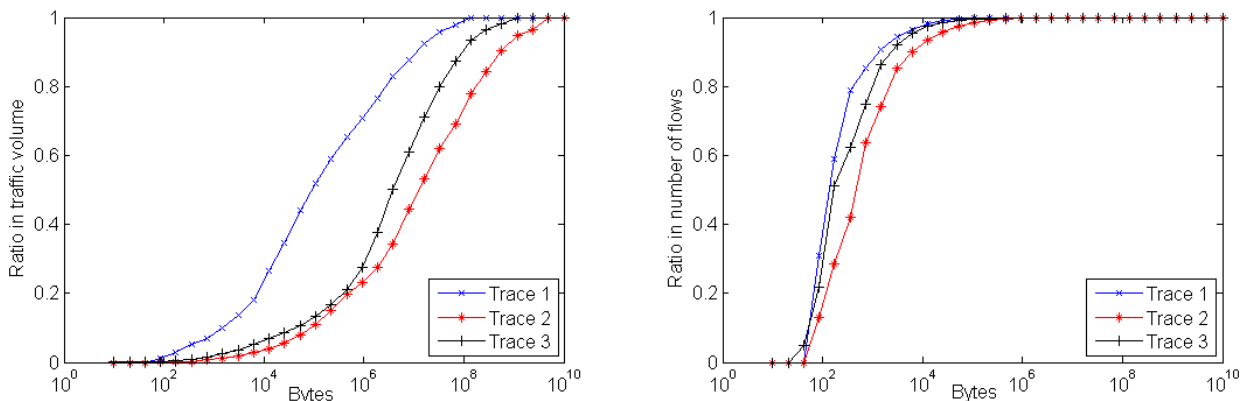 1
0.8
0.6
0.4
0.2
0
Ratio in traffic volume
10^0
10^2
10^4
10^6
10^8
10^10
Bytes
Trace 1
Trace 2
Trace 3
1
0.8
0.6
0.4
0.2
0
Ratio in number of flows
10^0
10^2
10^4
10^6
10^8
10^10
Bytes
Trace 1
Trace 2
Trace 3